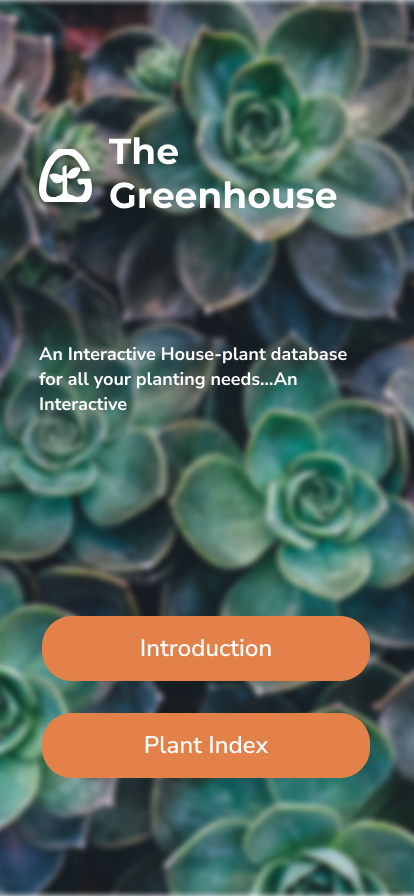 The
Greenhouse
An Interactive House-plant database
for all your planting needs...An
Interactive
Introduction
Plant Index